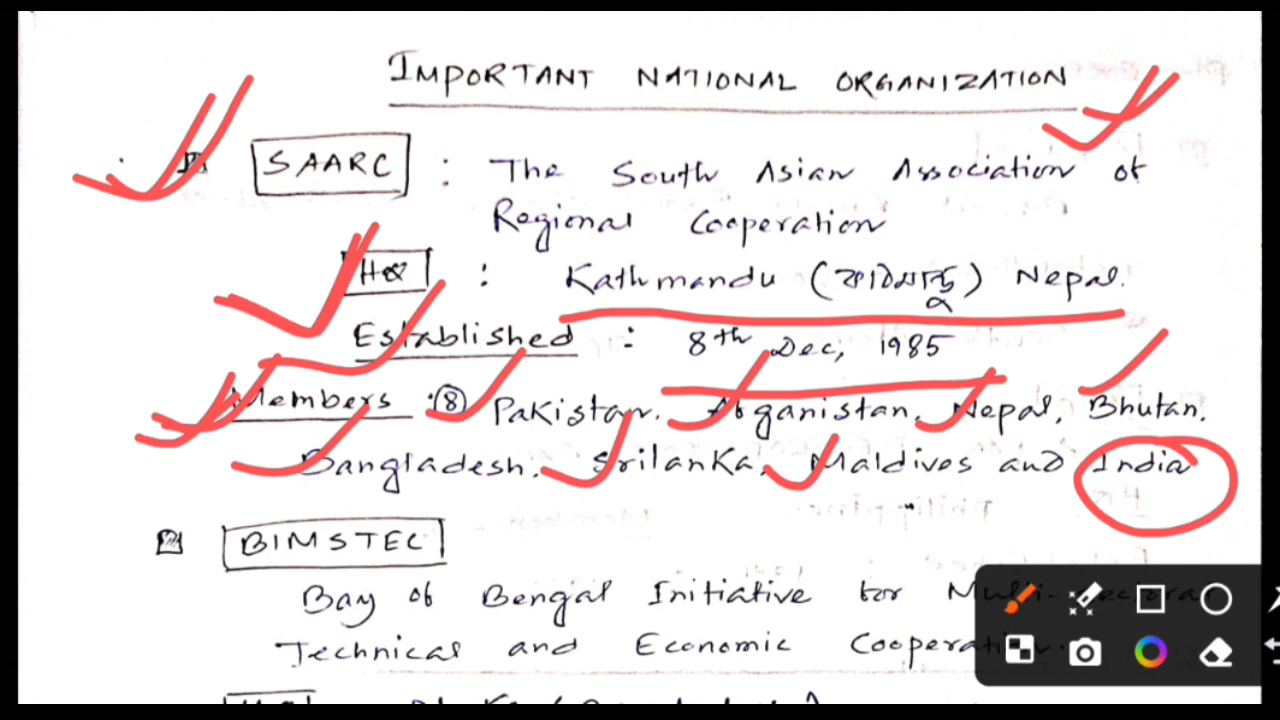 IMPORTANT NATIONAL ORGANIZATION
SAARC : The South Asian Association of
Regional Cooperation
HQ : Kathmandu (কাঠমান্ডু) Nepal.
Established : 8th Dec, 1985
Members : 8 Pakistan. Afganistan, Nepal, Bhutan.
Bangladesh. Srilanka, Maldives and India
BIMSTEC
Bay of Bengal Initiative for Multi-Sectoral
Technical and Economic Cooperation.